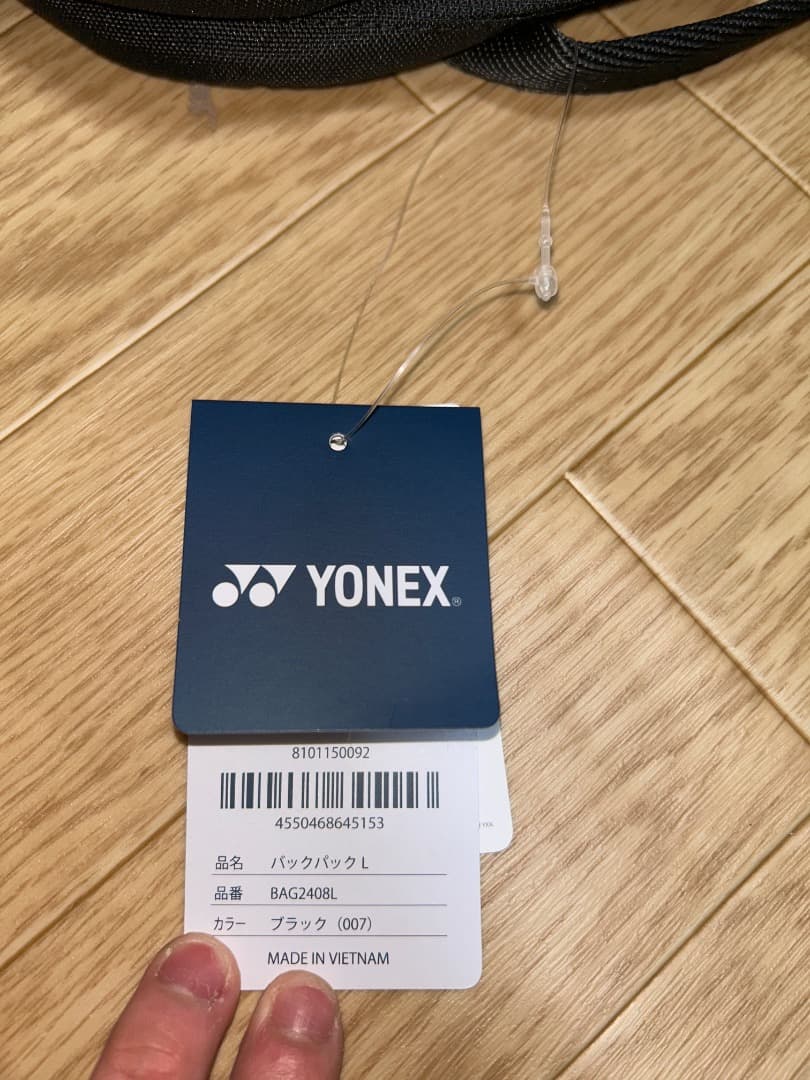 YONEX®
8101150092
4550468645153
品名 バックパック L
品番 BAG2408L
カラー ブラック（007）
MADE IN VIETNAM
YKK